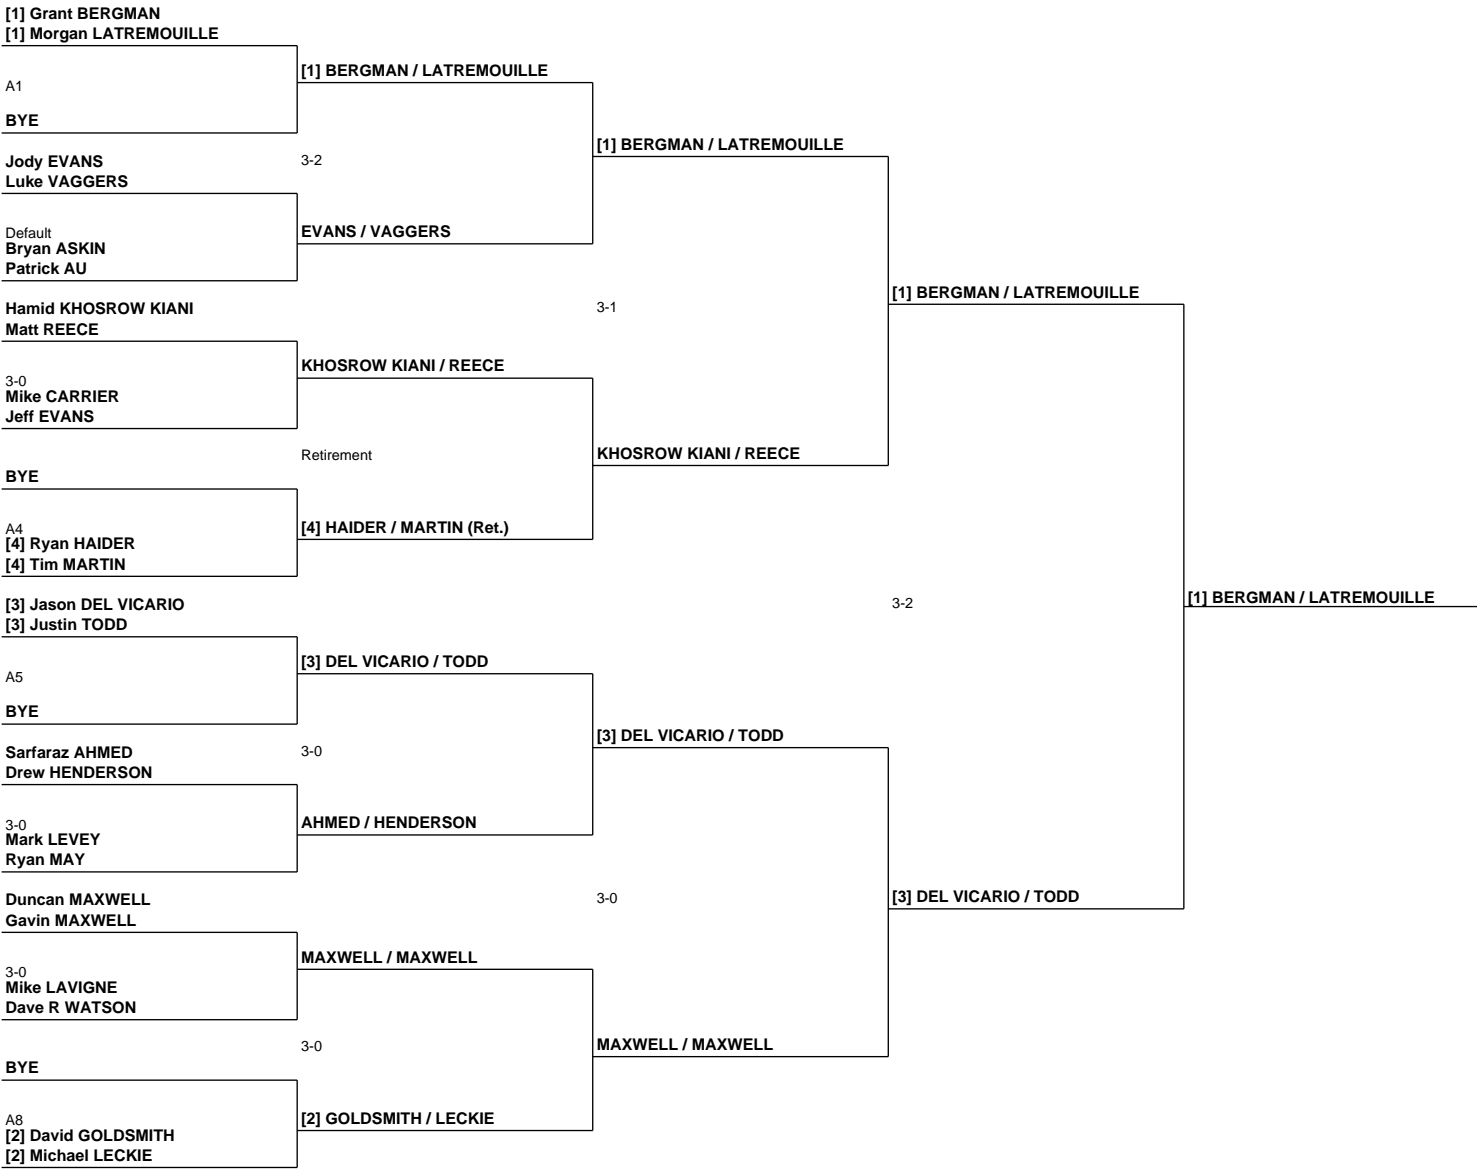 [1] Grant BERGMAN
[1] Morgan LATREMOUILLE
A1
BYE
Jody EVANS
Luke VAGGERS
Default
Bryan ASKIN
Patrick AU
Hamid KHOSROW KIANI
Matt REECE
3-0
Mike CARRIER
Jeff EVANS
BYE
A4
[4] Ryan HAIDER
[4] Tim MARTIN
[3] Jason DEL VICARIO
[3] Justin TODD
A5
BYE
Sarfaraz AHMED
Drew HENDERSON
3-0
Mark LEVEY
Ryan MAY
Duncan MAXWELL
Gavin MAXWELL
3-0
Mike LAVIGNE
Dave R WATSON
BYE
A8
[2] David GOLDSMITH
[2] Michael LECKIE
[1] BERGMAN / LATREMOUILLE
3-2
EVANS / VAGGERS
KHOSROW KIANI / REECE
Retirement
[4] HAIDER / MARTIN (Ret.)
[3] DEL VICARIO / TODD
3-0
AHMED / HENDERSON
MAXWELL / MAXWELL
3-0
[2] GOLDSMITH / LECKIE
[1] BERGMAN / LATREMOUILLE
3-1
KHOSROW KIANI / REECE
[3] DEL VICARIO / TODD
3-0
MAXWELL / MAXWELL
[1] BERGMAN / LATREMOUILLE
3-2
[3] DEL VICARIO / TODD
[1] BERGMAN / LATREMOUILLE